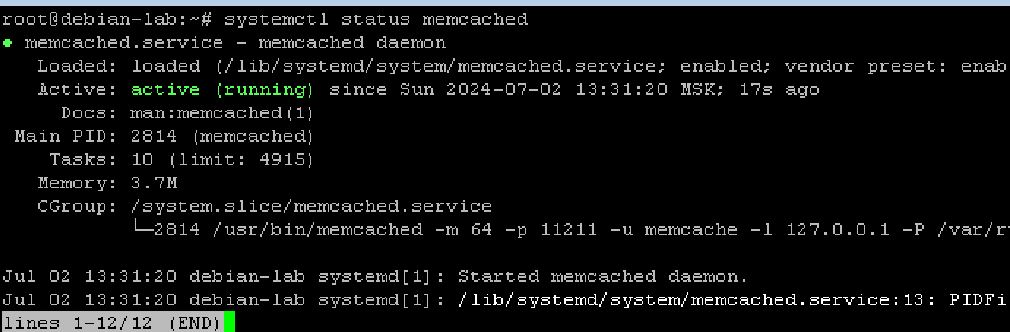 root@debian-lab:~# systemctl status memcached
● memcached.service - memcached daemon
Loaded: loaded (/lib/systemd/system/memcached.service; enabled; vendor preset: enab
Active: active (running) since Sun 2024-07-02 13:31:20 MSK; 17s ago
Docs: man:memcached(1)
Main PID: 2814 (memcached)
Tasks: 10 (limit: 4915)
Memory: 3.7M
CGroup: /system.slice/memcached.service
└─2814 /usr/bin/memcached -m 64 -p 11211 -u memcache -l 127.0.0.1 -P /var/r
Jul 02 13:31:20 debian-lab systemd[1]: Started memcached daemon.
Jul 02 13:31:20 debian-lab systemd[1]: /lib/systemd/system/memcached.service:13: PIDFi
lines 1-12/12 (END)